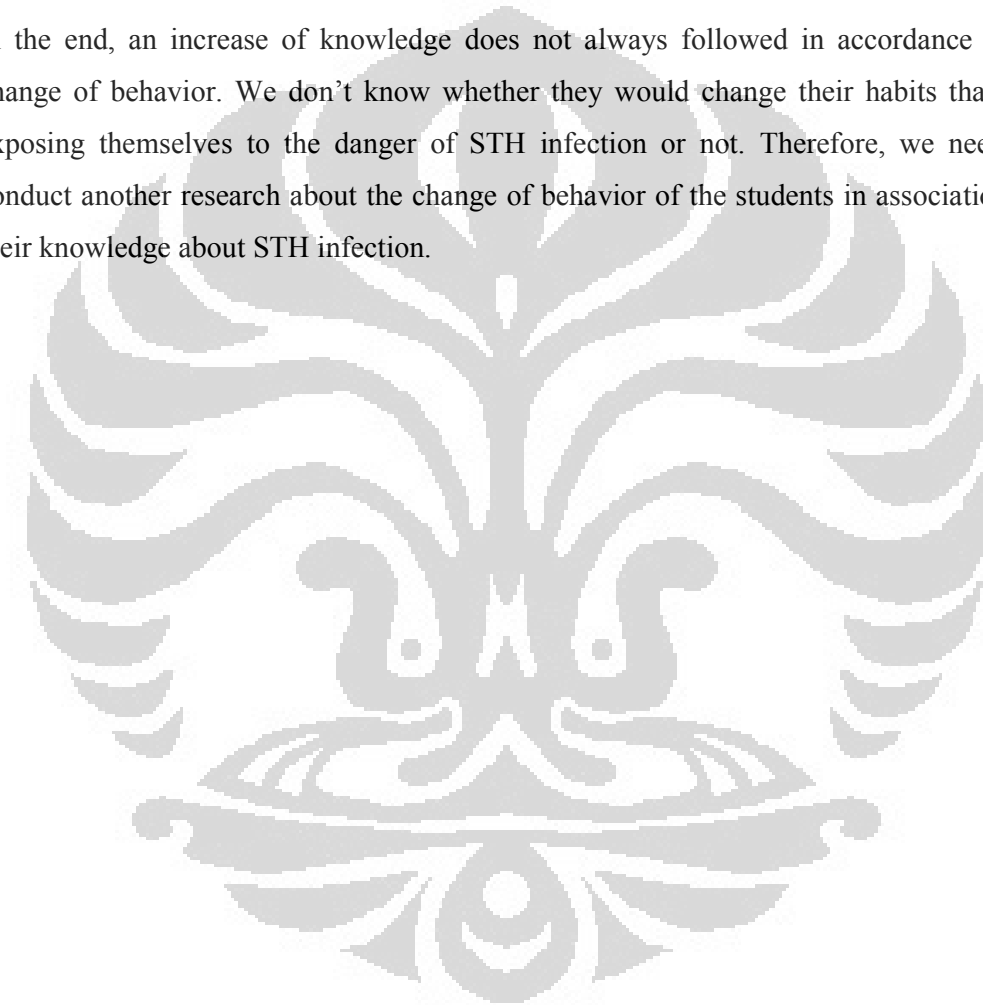 the end, an increase of knowledge does not always followed in accordance
hange of behavior. We don't know whether they would change their habits tha
xposing themselves to the danger of STH infection or not. Therefore, we nee
onduct another research about the change of behavior of the students in associatio
eir knowledge about STH infection.